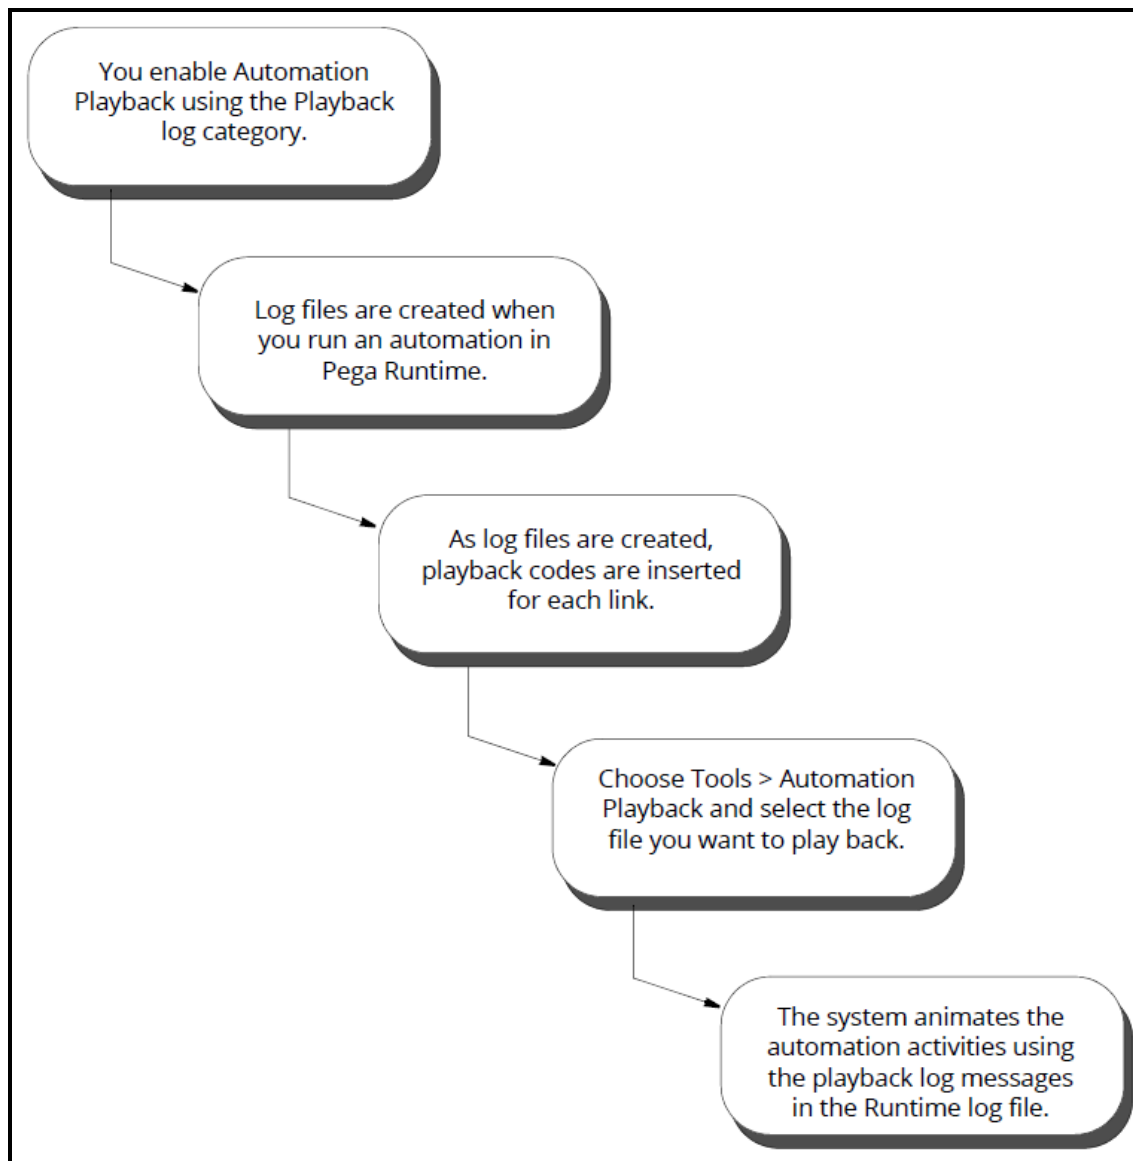 You enable Automation
Playback using the Playback
log category.
Log files are created when
you run an automation in
Pega Runtime.
As log files are created,
playback codes are inserted
for each link.
Choose Tools > Automation
Playback and select the log
file you want to play back.
The system animates the
automation activities using
the playback log messages
in the Runtime log file.